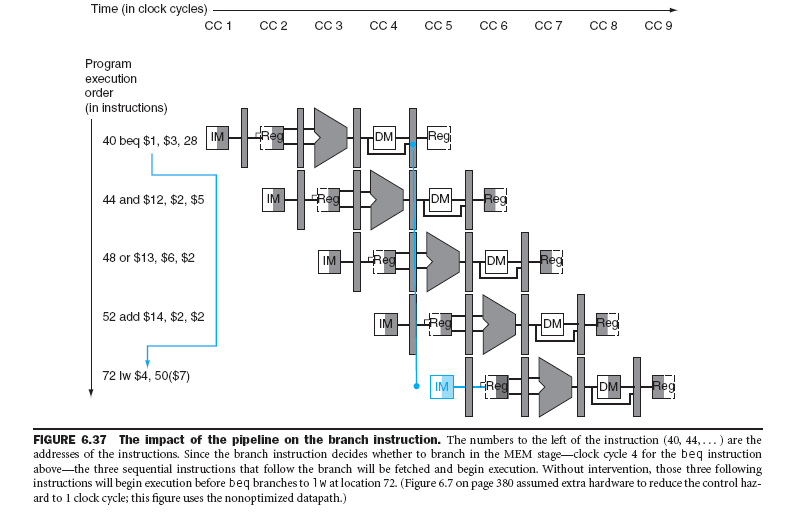 Time (in clock cycles)
CC 1 CC 2 CC 3 CC 4 CC 5 CC 6 CC 7 CC 8 CC 9
Program
execution
order
(in instructions)
40 beq $1, $3, 28 IM Reg DM Reg
44 and $12, $2, $5 IM Reg DM Reg
48 or $13, $6, $2 IM Reg DM Reg
52 add $14, $2, $2 IM Reg DM Reg
72 lw $4, 50($7) IM Reg DM Reg
FIGURE 6.37 The impact of the pipeline on the branch instruction. The numbers to the left of the instruction (40, 44, . . . ) are the
addresses of the instructions. Since the branch instruction decides whether to branch in the MEM stage—clock cycle 4 for the beq instruction
above—the three sequential instructions that follow the branch will be fetched and begin execution. Without intervention, those three following
instructions will begin execution before beq branches to lw at location 72. (Figure 6.7 on page 380 assumed extra hardware to reduce the control haz-
ard to 1 clock cycle; this figure uses the nonoptimized datapath.)